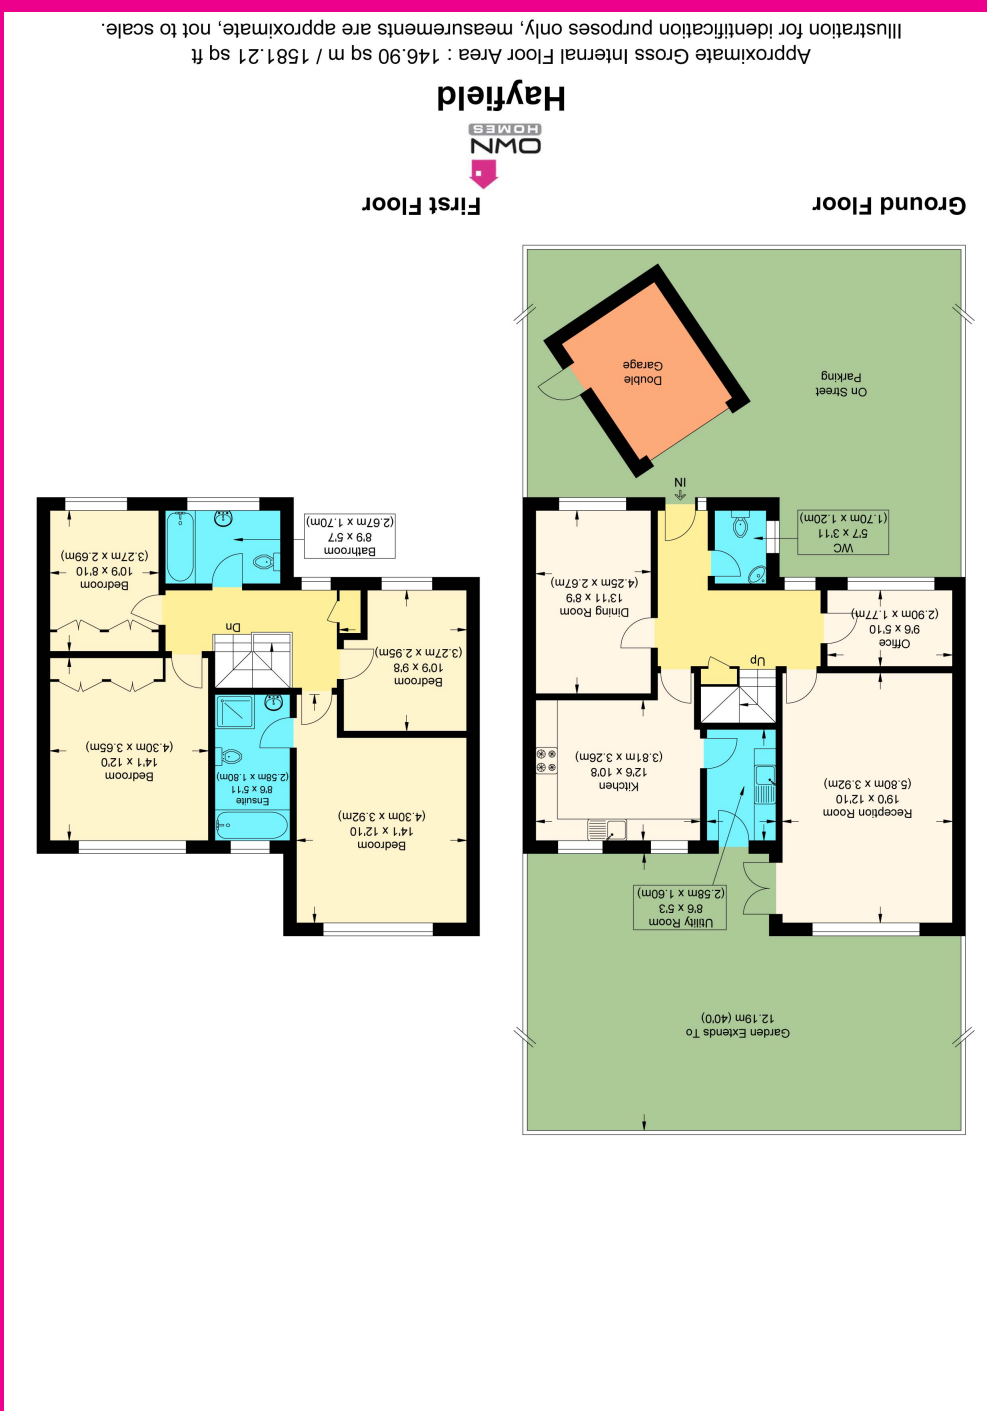 Garden Extends To
12.19m (40'0)
Reception Room
19'0 x 12'10
(5.80m x 3.92m)
Utility Room
8'6 x 5'3
(2.58m x 1.60m)
Kitchen
12'6 x 10'8
(3.81m x 3.26m)
Up
Office
9'6 x 5'10
(2.90m x 1.77m)
Dining Room
13'11 x 8'9
(4.25m x 2.67m)
WC
5'7 x 3'11
(1.70m x 1.20m)
IN
On Street
Parking
Double
Garage
Bedroom
14'1 x 12'10
(4.30m x 3.92m)
Ensuite
8'6 x 5'11
(2.58m x 1.80m)
Bedroom
14'1 x 12'0
(4.30m x 3.65m)
Bedroom
10'9 x 9'8
(3.27m x 2.95m)
Dn
Bedroom
10'9 x 8'10
(3.27m x 2.69m)
Bathroom
8'9 x 5'7
(2.67m x 1.70m)
Ground Floor
First Floor
OWN
HOMES
Hayfield
Approximate Gross Internal Floor Area : 146.90 sq m / 1581.21 sq ft
Illustration for identification purposes only, measurements are approximate, not to scale.